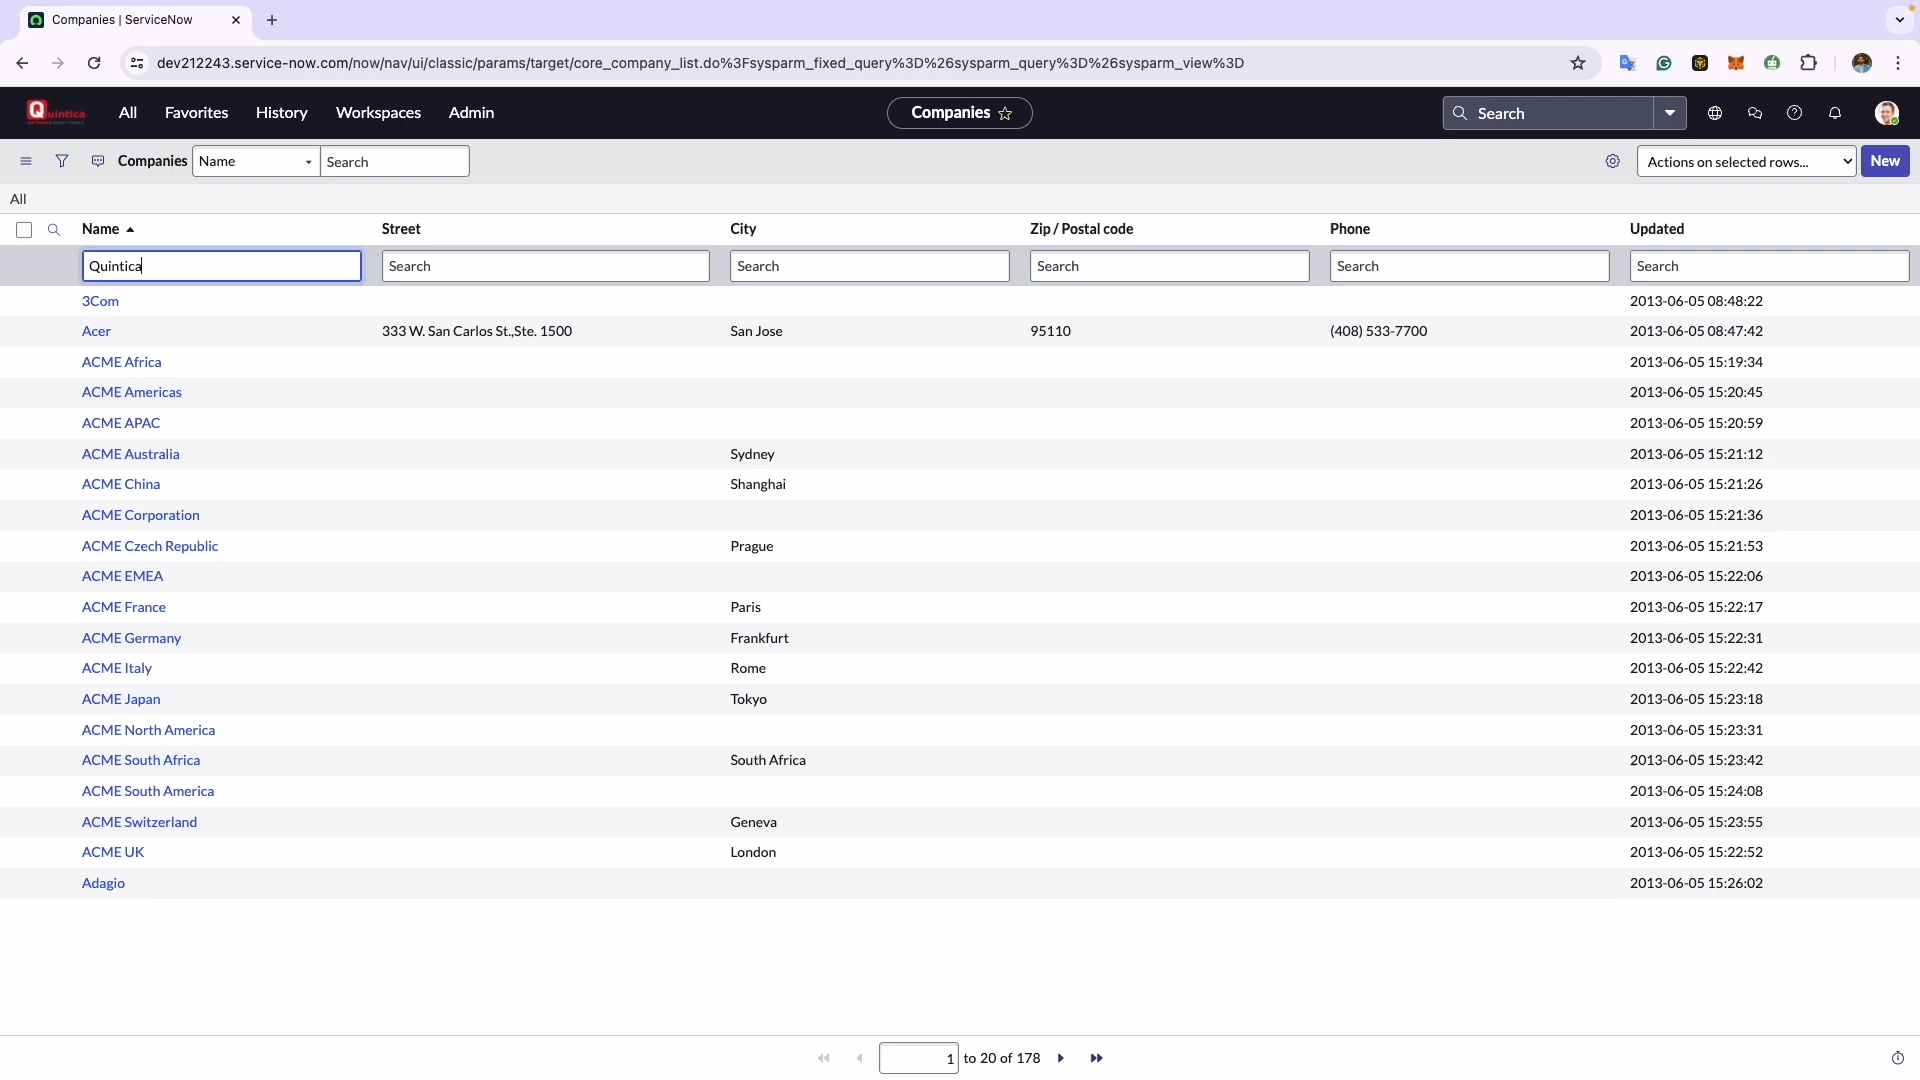 Companies | ServiceNow
dev212243.service-now.com/now/nav/ui/classic/params/target/core_company_list.do%3Fsysparm_fixed_query%3D%26sysparm_query%3D%26sysparm_view%3D
Quintica All Favorites History Workspaces Admin Companies Search
Companies Name Search Actions on selected rows... New
All
Name Street City Zip / Postal code Phone Updated
Quintica Search Search Search Search Search
3Com 2013-06-05 08:48:22
Acer 333 W. San Carlos St.,Ste. 1500 San Jose 95110 (408) 533-7700 2013-06-05 08:47:42
ACME Africa 2013-06-05 15:19:34
ACME Americas 2013-06-05 15:20:45
ACME APAC 2013-06-05 15:20:59
ACME Australia Sydney 2013-06-05 15:21:12
ACME China Shanghai 2013-06-05 15:21:26
ACME Corporation 2013-06-05 15:21:36
ACME Czech Republic Prague 2013-06-05 15:21:53
ACME EMEA 2013-06-05 15:22:06
ACME France Paris 2013-06-05 15:22:17
ACME Germany Frankfurt 2013-06-05 15:22:31
ACME Italy Rome 2013-06-05 15:22:42
ACME Japan Tokyo 2013-06-05 15:23:18
ACME North America 2013-06-05 15:23:31
ACME South Africa South Africa 2013-06-05 15:23:42
ACME South America 2013-06-05 15:24:08
ACME Switzerland Geneva 2013-06-05 15:23:55
ACME UK London 2013-06-05 15:22:52
Adagio 2013-06-05 15:26:02
1 to 20 of 178